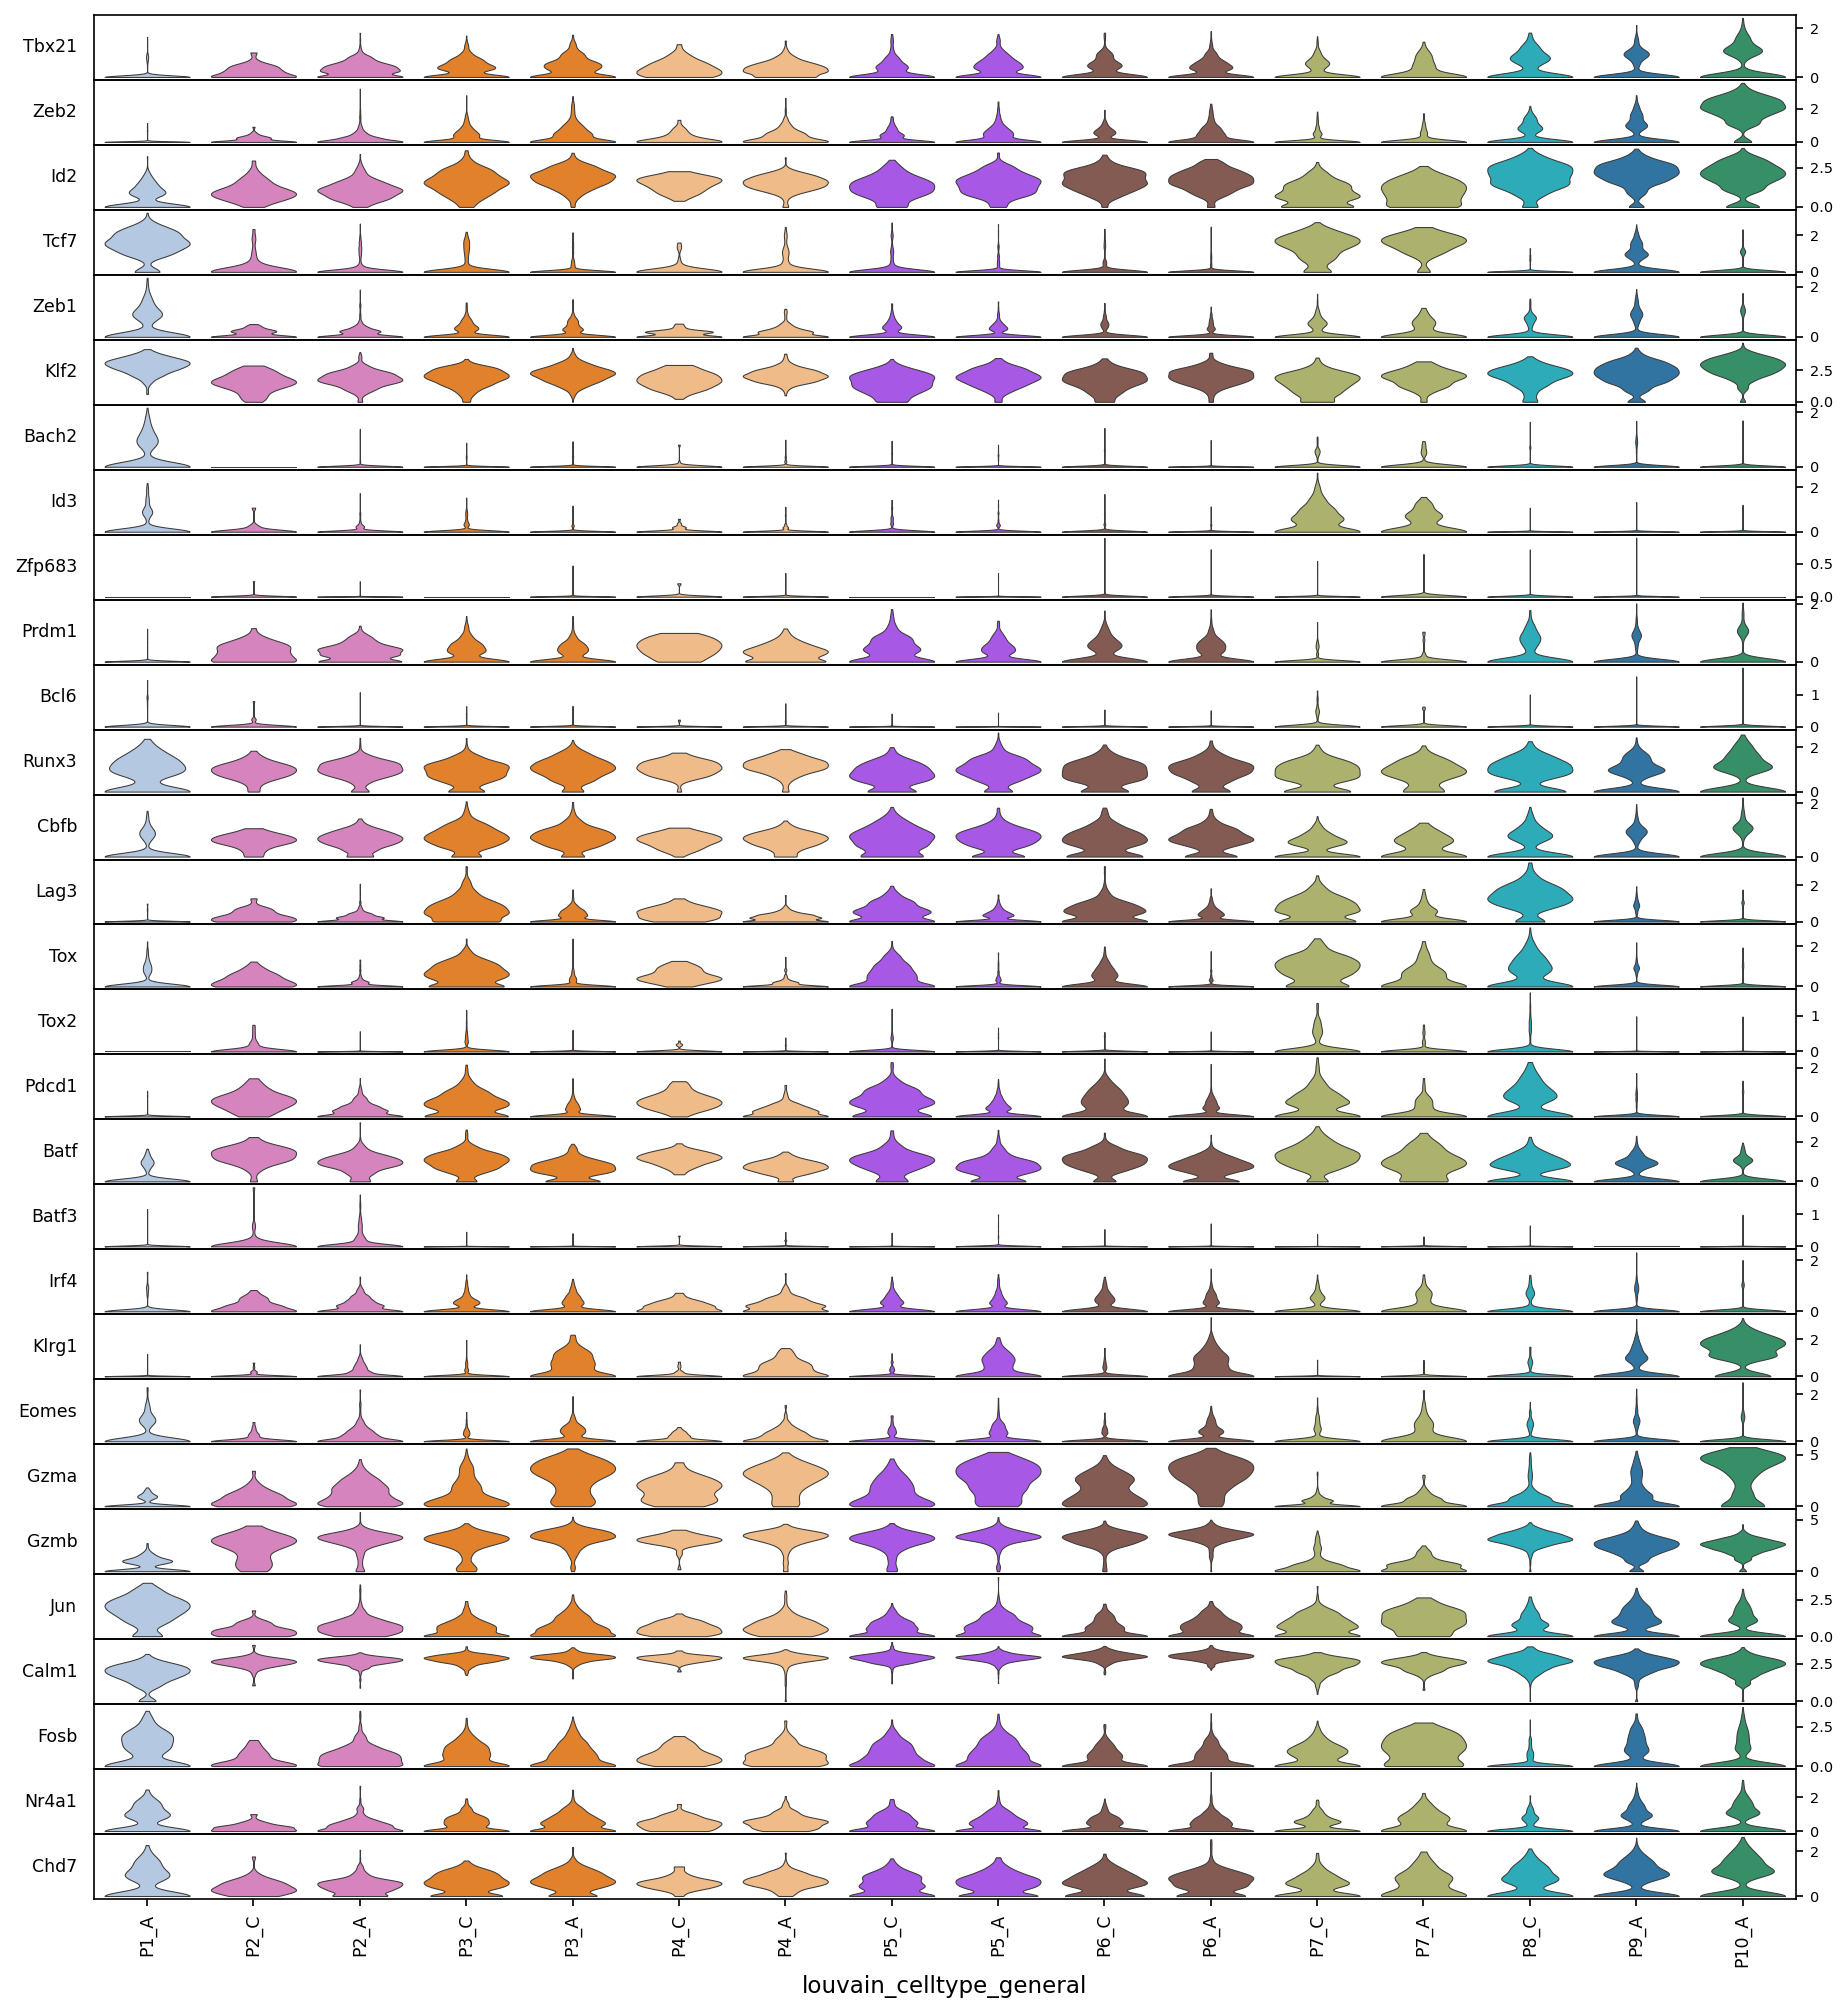 Tbx21 2 0
Zeb2 2 0
Id2 2.5 0.0
Tcf7 2 0
Zeb1 2 0
Klf2 2.5 0.0
Bach2 2 0
Id3 2 0
Zfp683 0.5 0.0
Prdm1 2 0
Bcl6 1 0
Runx3 2 0
Cbfb 2 0
Lag3 2 0
Tox 2 0
Tox2 1 0
Pdcd1 2 0
Batf 2 0
Batf3 1 0
Irf4 2 0
Klrg1 2 0
Eomes 2 0
Gzma 5 0
Gzmb 5 0
Jun 2.5 0.0
Calm1 2.5 0.0
Fosb 2.5 0.0
Nr4a1 2 0
Chd7 2 0
P1_A P2_C P2_A P3_C P3_A P4_C P4_A P5_C P5_A P6_C P6_A P7_C P7_A P8_C P9_A P10_A
louvain_celltype_general